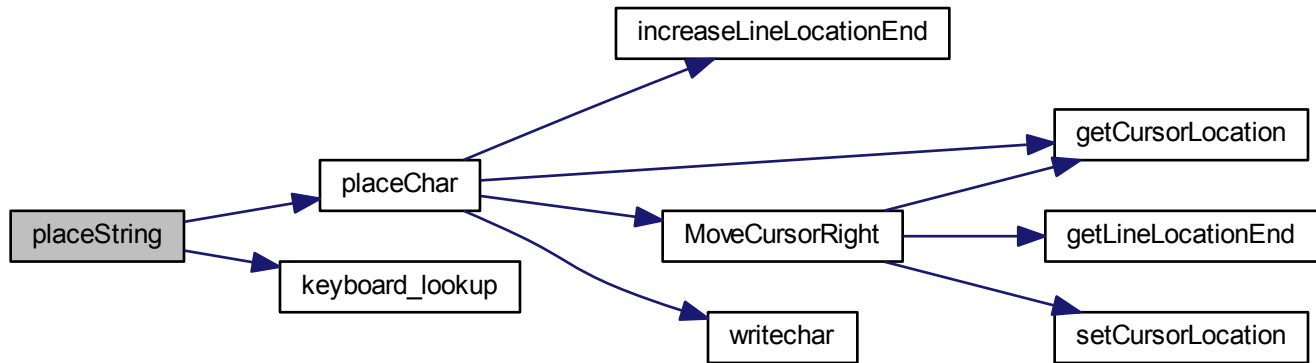 increaseLineLocationEnd
getCursorLocation
placeChar
placeString
MoveCursorRight
getLineLocationEnd
keyboard_lookup
writechar
setCursorLocation